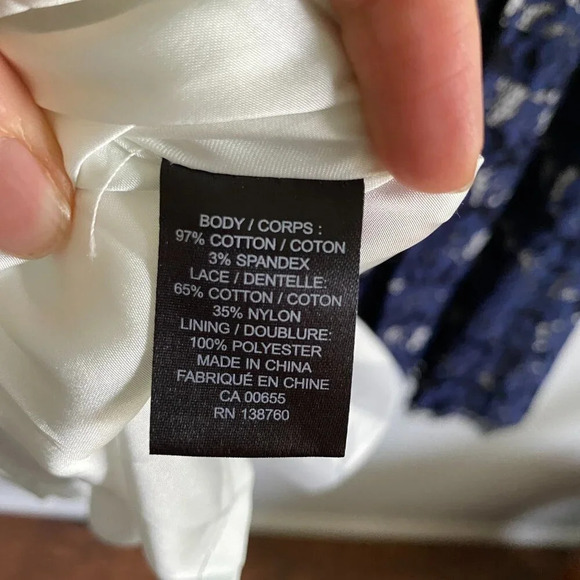 BODY / CORPS :
97% COTTON / COTON
3% SPANDEX
LACE / DENTELLE:
65% COTTON / COTON
35% NYLON
LINING / DOUBLURE:
100% POLYESTER
MADE IN CHINA
FABRIQUÉ EN CHINE
CA 00655
RN 138760